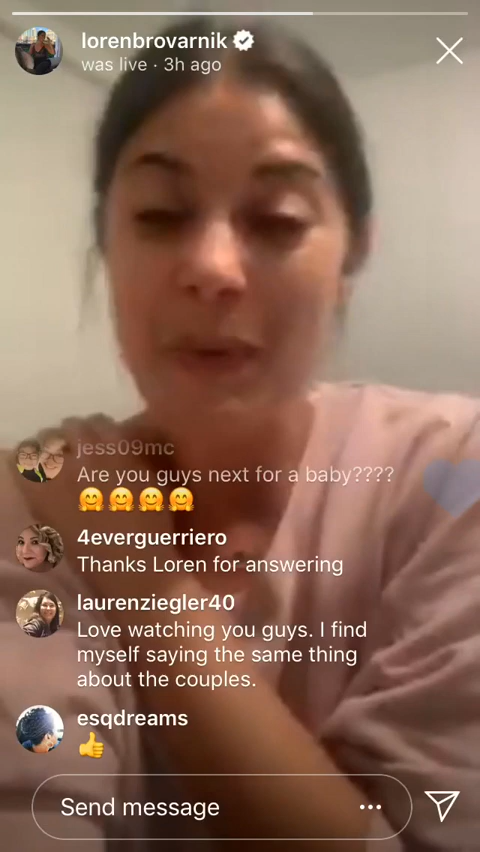 lorenbrovarnik
was live · 3h ago
jess09mc
Are you guys next for a baby????
🤗🤗🤗🤗
4everguerriero
Thanks Loren for answering
laurenziegler40
Love watching you guys. I find
myself saying the same thing
about the couples.
esqdreams
👍
Send message